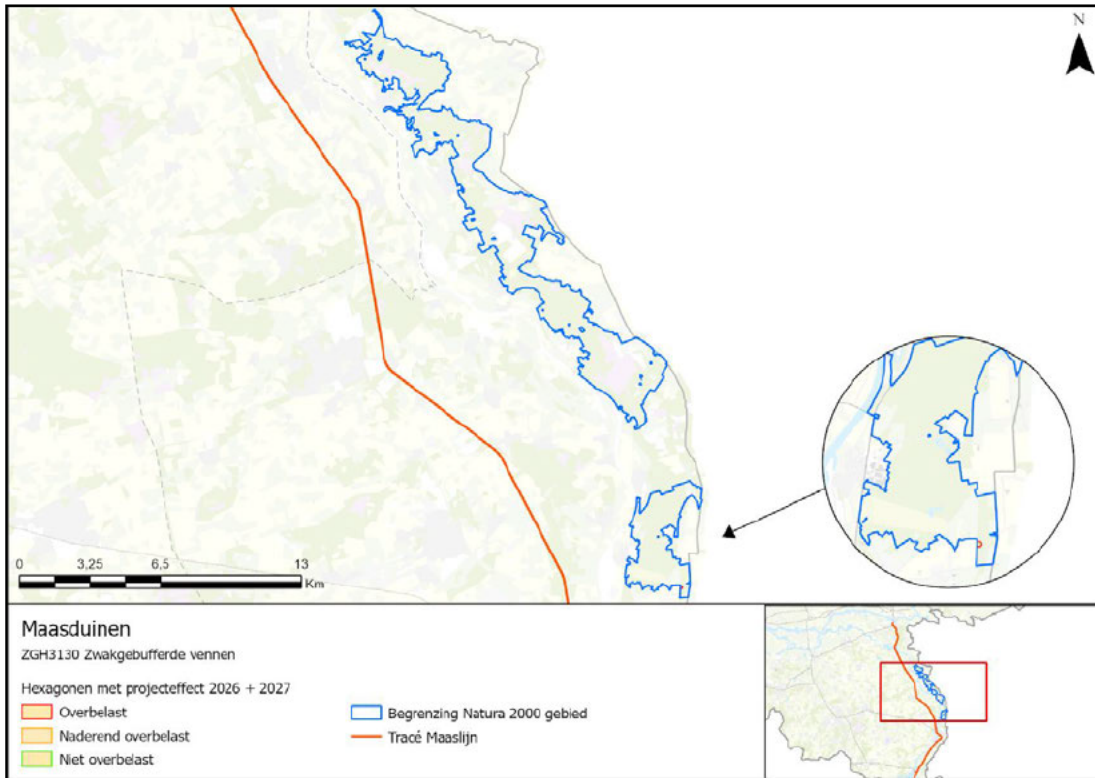 N
0 3,25 6,5 13
Km
Maasduinen
ZGH3130 Zwakgebufferde vennen
Hexagonen met projecteffect 2026 + 2027
Overbelast
Naderend overbelast
Niet overbelast
Begrenzing Natura 2000 gebied
Tracé Maaslijn